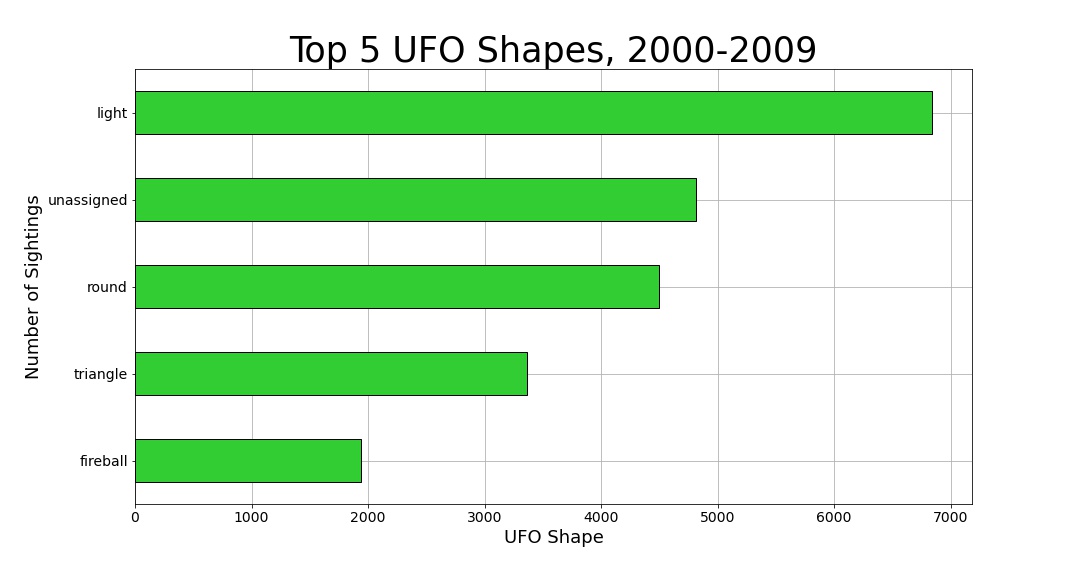 Top 5 UFO Shapes, 2000-2009
light
unassigned
round
triangle
fireball
Number of Sightings
0 1000 2000 3000 4000 5000 6000 7000
UFO Shape